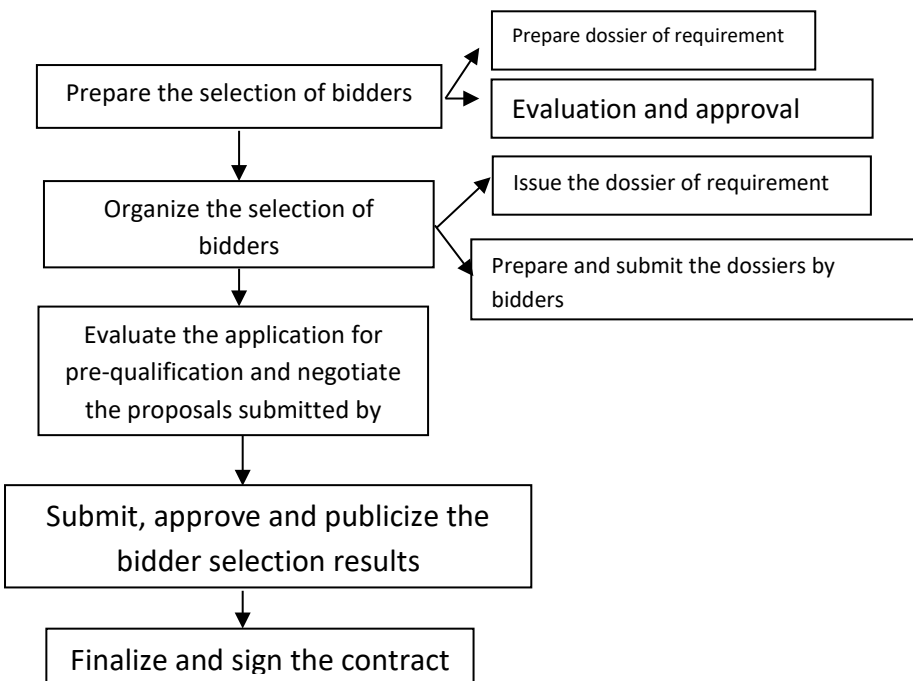 Prepare dossier of requirement
Prepare the selection of bidders
Evaluation and approval
Issue the dossier of requirement
Organize the selection of
bidders
Prepare and submit the dossiers by
bidders
Evaluate the application for
pre-qualification and negotiate
the proposals submitted by
Submit, approve and publicize the
bidder selection results
Finalize and sign the contract